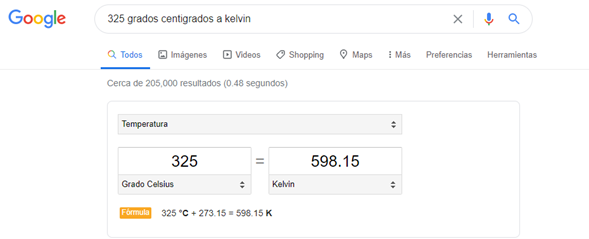 Google 325 grados centigrados a kelvin
Todos Imágenes Videos Shopping Maps Más Preferencias Herramientas
Cerca de 205,000 resultados (0.48 segundos)
Temperatura
325 = 598.15
Grado Celsius Kelvin
Fórmula 325 °C + 273.15 = 598.15 K